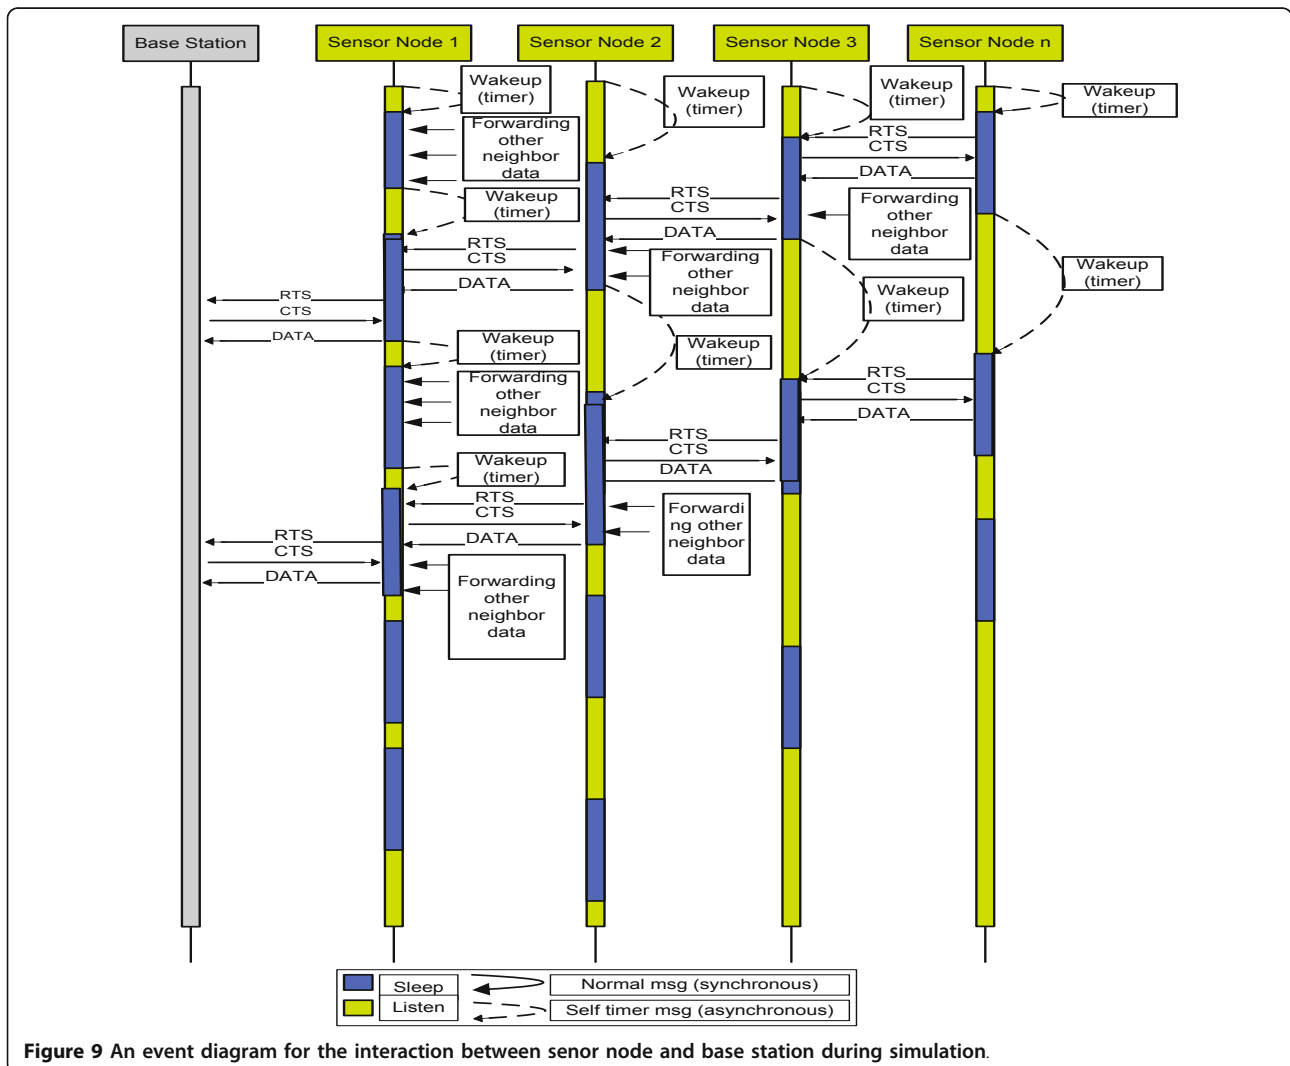 Base Station
Sensor Node 1
Sensor Node 2
Sensor Node 3
Sensor Node n
Wakeup
(timer)
Wakeup
(timer)
Wakeup
(timer)
Wakeup
(timer)
Forwarding
other
neighbor
data
RTS
CTS
DATA
Wakeup
(timer)
RTS
CTS
DATA
Forwarding
other
neighbor
data
RTS
CTS
DATA
Forwarding
other
neighbor
data
Wakeup
(timer)
Wakeup
(timer)
RTS
CTS
DATA
Wakeup
(timer)
Wakeup
(timer)
Forwarding
other
neighbor
data
RTS
CTS
DATA
RTS
CTS
DATA
Wakeup
(timer)
RTS
CTS
DATA
Forwardi
ng other
neighbor
data
RTS
CTS
DATA
Forwarding
other
neighbor
data
Sleep
Normal msg (synchronous)
Listen
Self timer msg (asynchronous)
Figure 9 An event diagram for the interaction between senor node and base station during simulation.